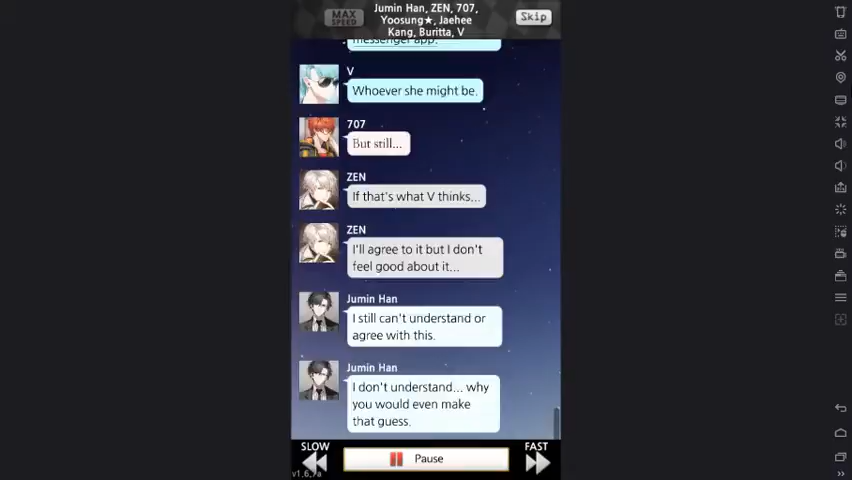 MAX
SPEED
Jumin Han, ZEN, 707,
Yoosung★, Jaehee
Kang, Buritta, V
Skip
messenger app.
V
Whoever she might be.
707
But still...
ZEN
If that's what V thinks...
ZEN
I'll agree to it but I don't
feel good about it...
Jumin Han
I still can't understand or
agree with this.
Jumin Han
I don't understand... why
you would even make
that guess.
SLOW
Pause
FAST